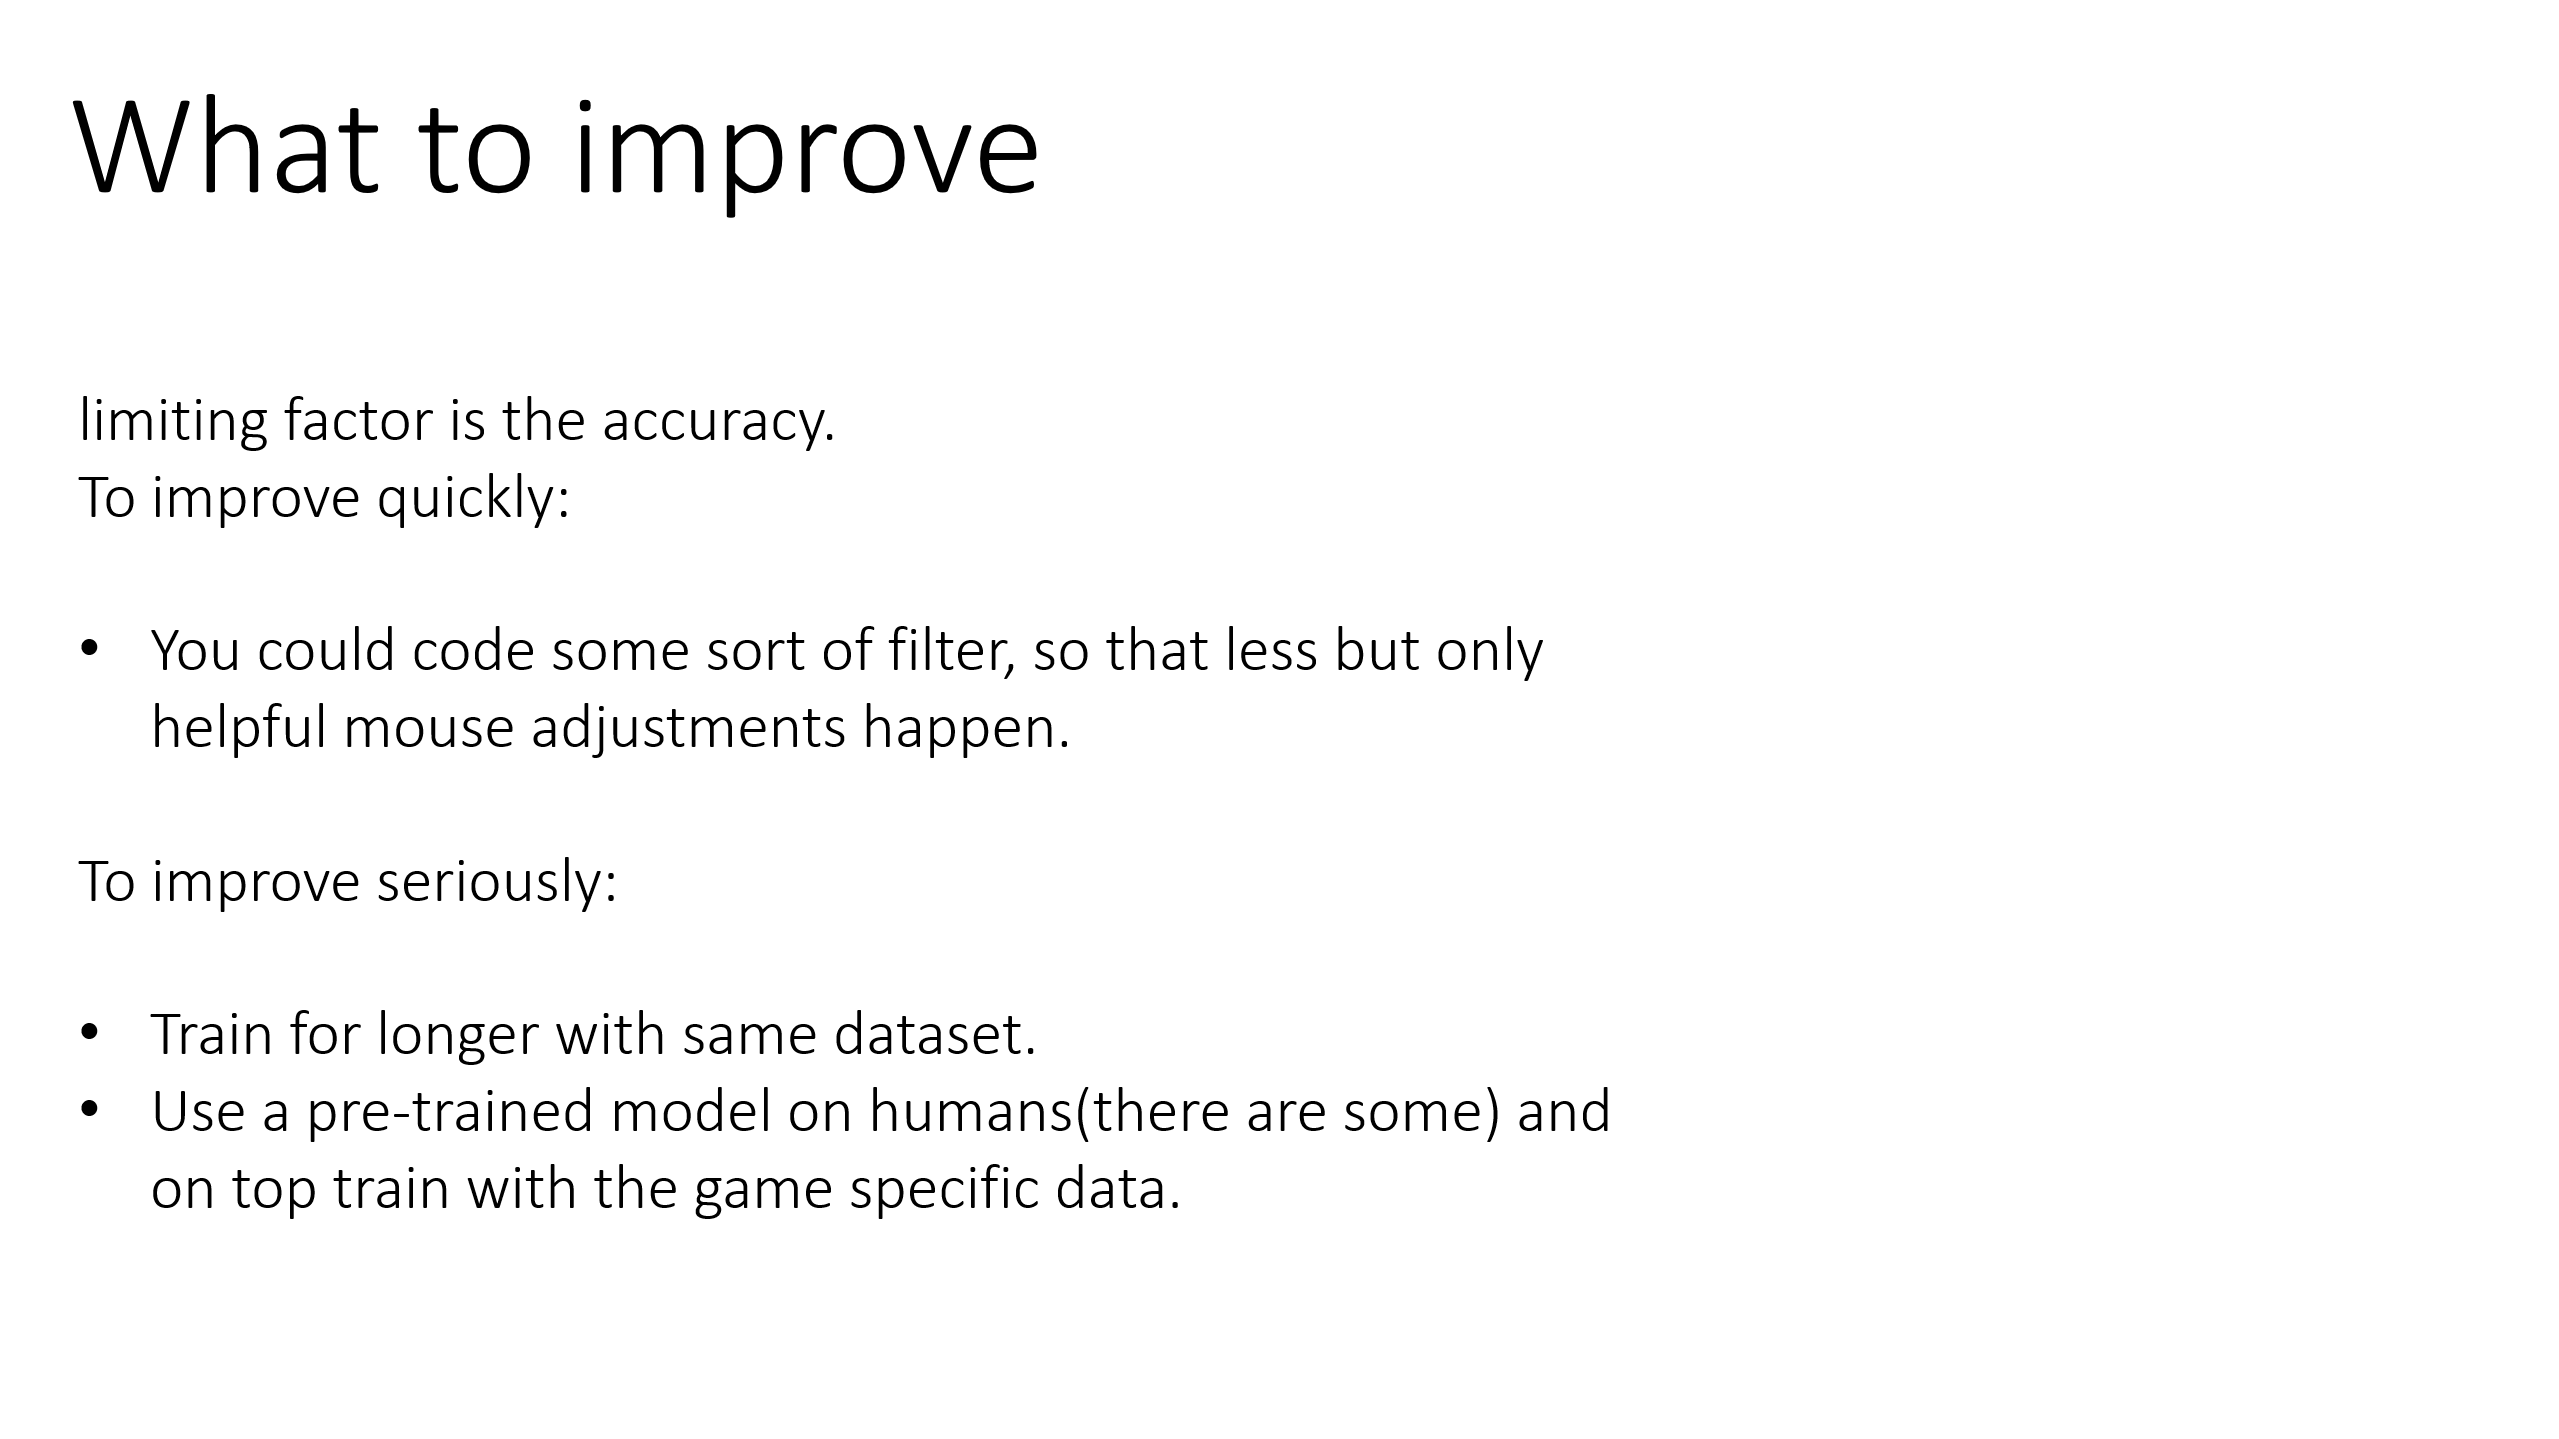 What to improve
limiting factor is the accuracy.
To improve quickly:
• You could code some sort of filter, so that less but only
helpful mouse adjustments happen.
To improve seriously:
• Train for longer with same dataset.
• Use a pre-trained model on humans(there are some) and
on top train with the game specific data.